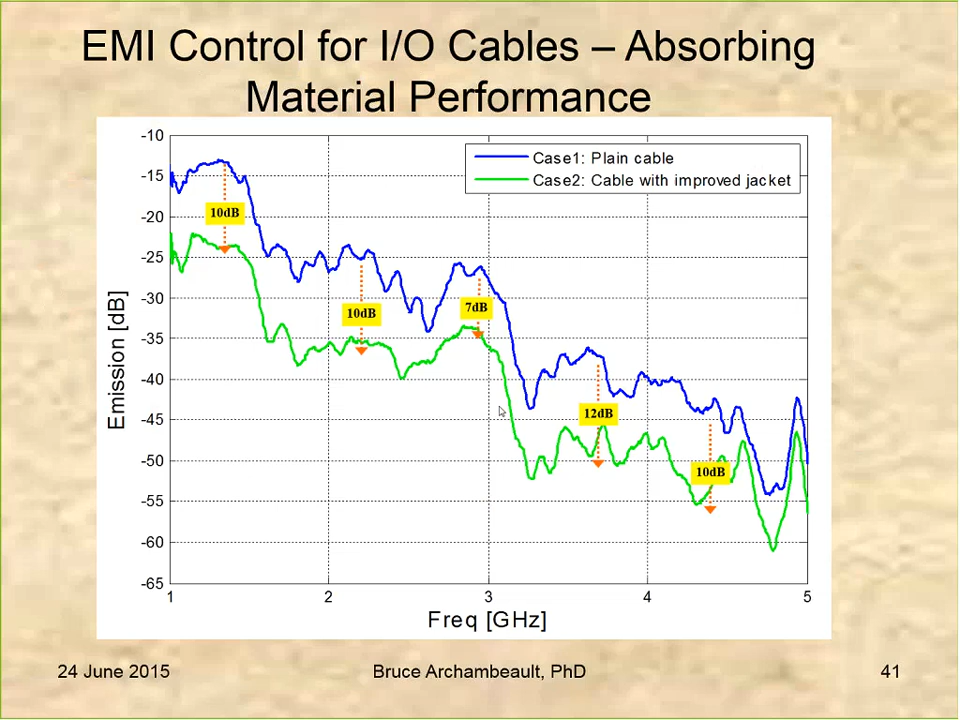 EMI Control for I/O Cables – Absorbing
Material Performance
Case1: Plain cable
Case2: Cable with improved jacket
-10
-15
-20
-25
-30
-35
-40
-45
-50
-55
-60
-65
Emission [dB]
10dB
10dB
7dB
12dB
10dB
1 2 3 4 5
Freq [GHz]
24 June 2015 Bruce Archambeault, PhD 41